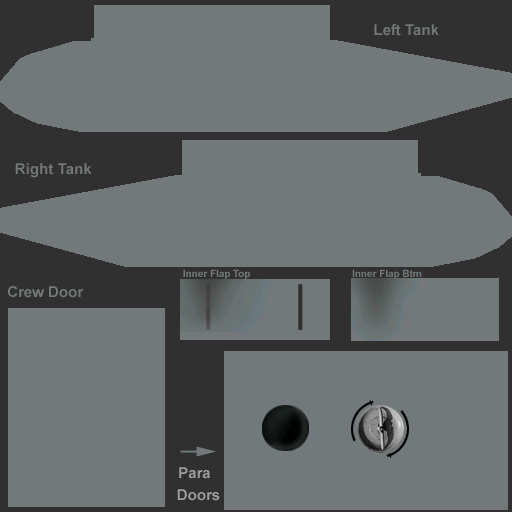 Left Tank
Right Tank
Inner Flap Top
Inner Flap Btm
Crew Door
Para
Doors